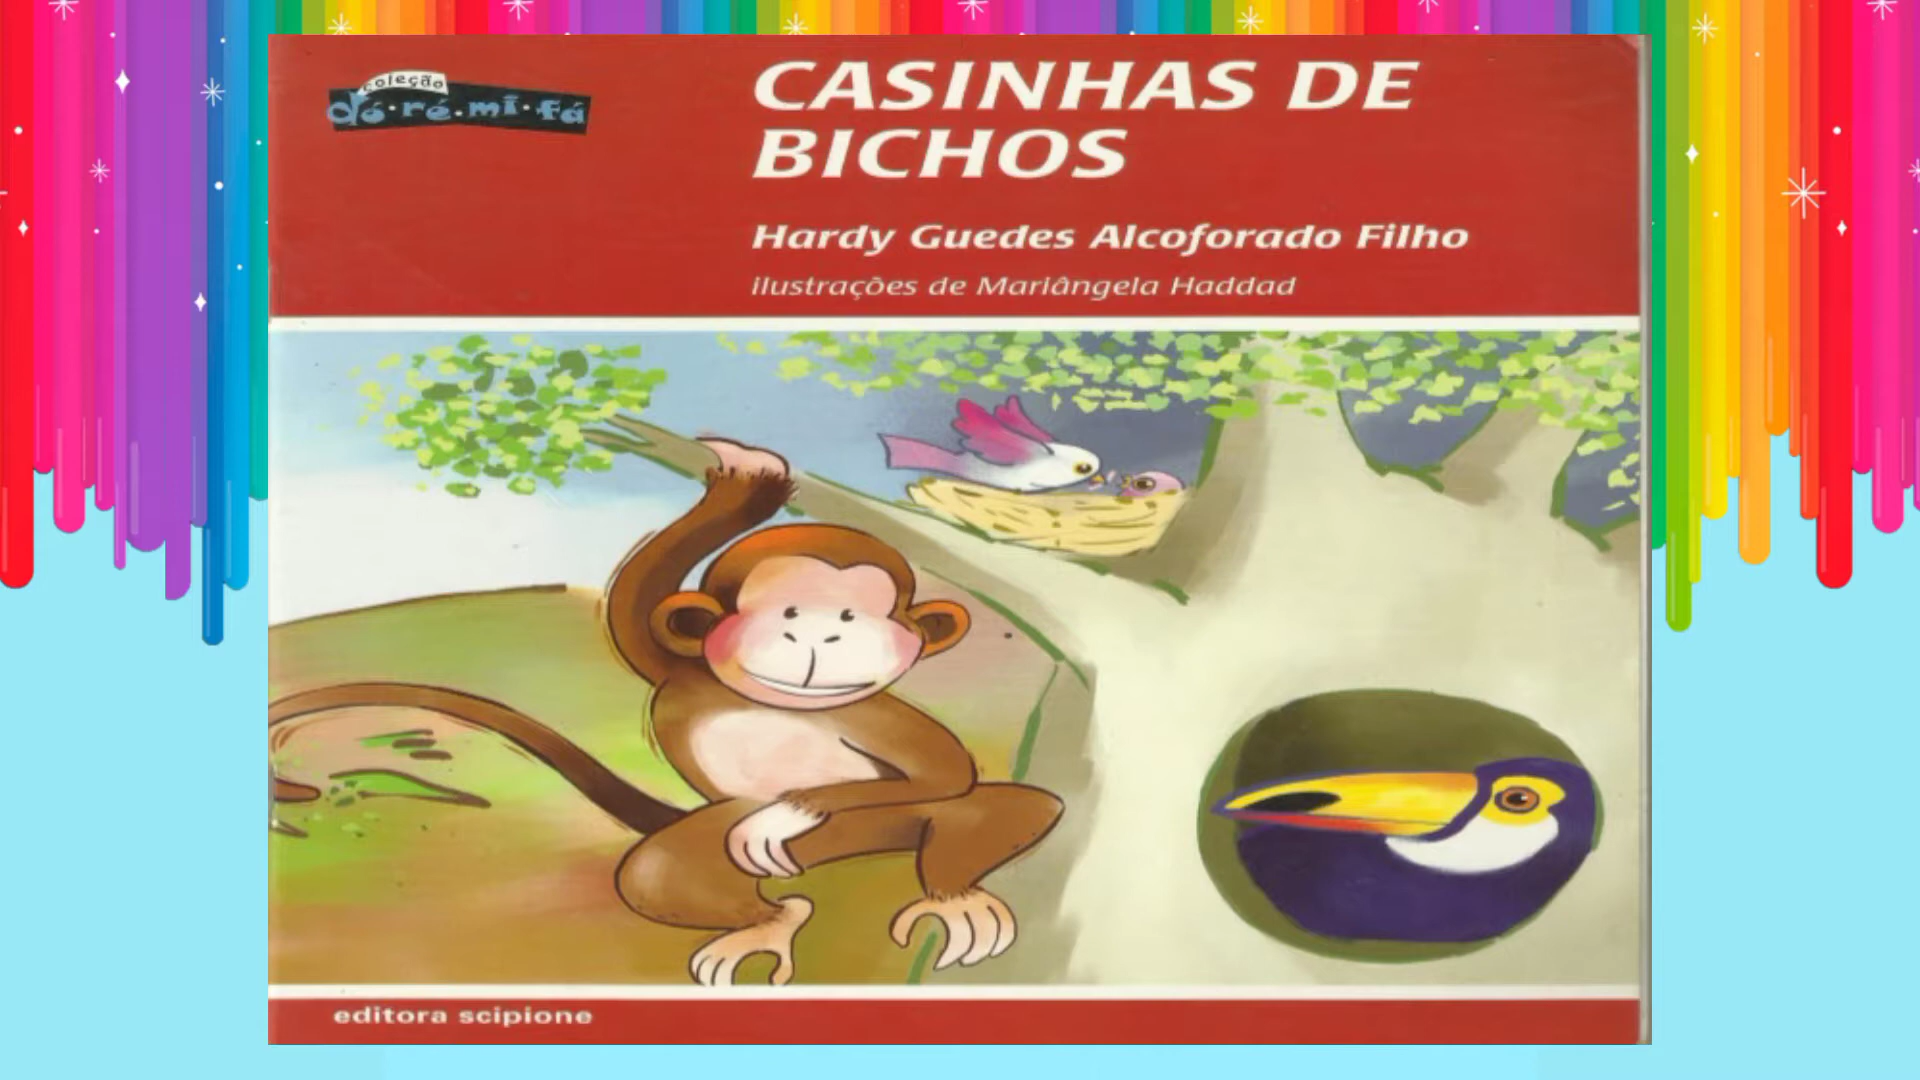 coleção
dó·ré·mi·fá
CASINHAS DE
BICHOS
Hardy Guedes Alcoforado Filho
ilustrações de Mariângela Haddad
editora scipione